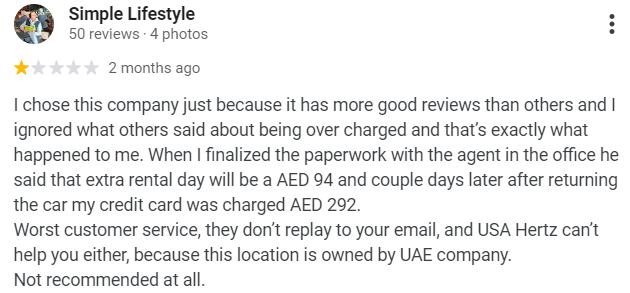 Simple Lifestyle
50 reviews · 4 photos
2 months ago
I chose this company just because it has more good reviews than others and I
ignored what others said about being over charged and that's exactly what
happened to me. When I finalized the paperwork with the agent in the office he
said that extra rental day will be a AED 94 and couple days later after returning
the car my credit card was charged AED 292.
Worst customer service, they don't replay to your email, and USA Hertz can't
help you either, because this location is owned by UAE company.
Not recommended at all.